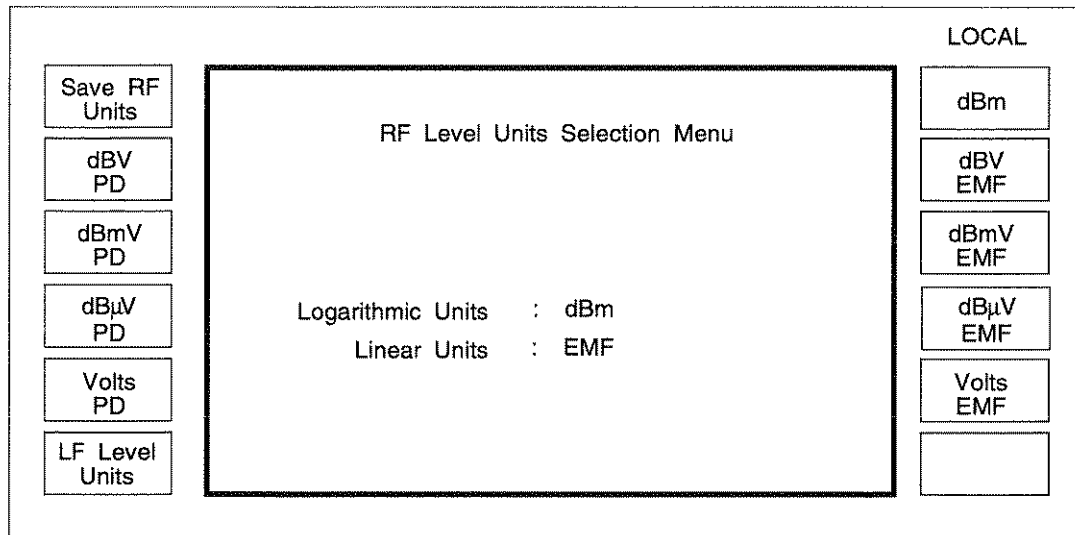 LOCAL
Save RF
Units
dBV
PD
dBmV
PD
dBµV
PD
Volts
PD
LF Level
Units
RF Level Units Selection Menu
Logarithmic Units : dBm
Linear Units : EMF
dBm
dBV
EMF
dBmV
EMF
dBµV
EMF
Volts
EMF